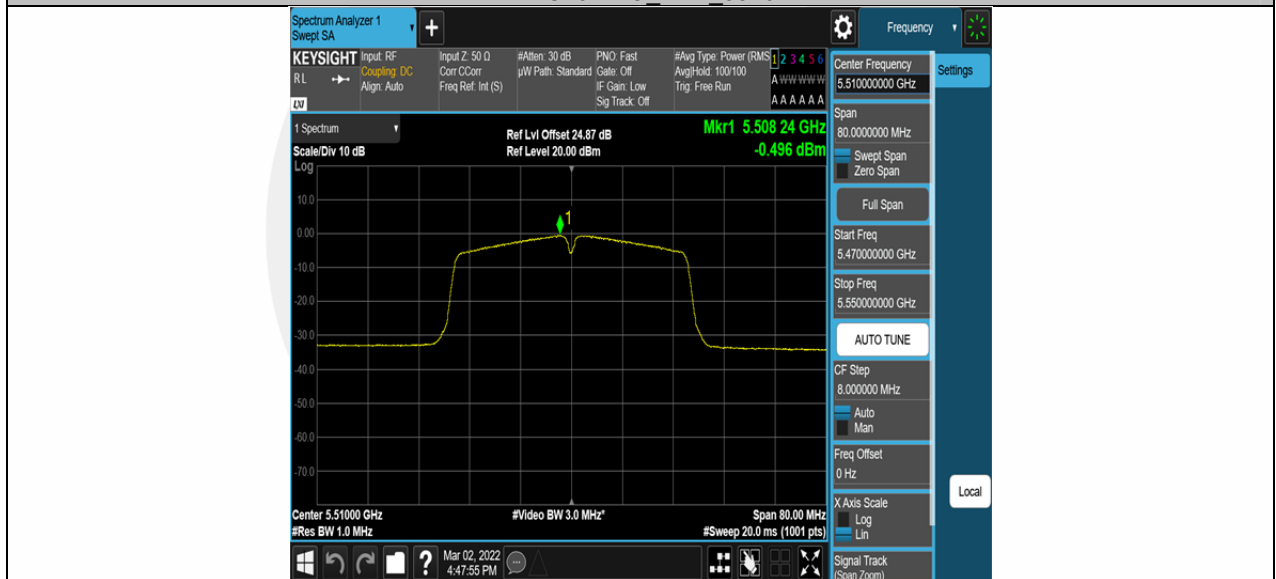 Spectrum Analyzer 1
Swept SA
+
Frequency
KEYSIGHT
RL
LXI
Input: RF
Coupling: DC
Align: Auto
Input Z: 50 Ω
Corr CCorr
Freq Ref: Int (S)
#Atten: 30 dB
µW Path: Standard
PNO: Fast
Gate: Off
IF Gain: Low
Sig Track: Off
#Avg Type: Power (RMS
Avg|Hold: 100/100
Trig: Free Run
1 2 3 4 5 6
A W W W W W
A A A A A A
1 Spectrum
Scale/Div 10 dB
Log
Ref Lvl Offset 24.87 dB
Ref Level 20.00 dBm
Mkr1 5.508 24 GHz
-0.496 dBm
1
10.0
0.00
-10.0
-20.0
-30.0
-40.0
-50.0
-60.0
-70.0
Center 5.51000 GHz
#Res BW 1.0 MHz
#Video BW 3.0 MHz*
Span 80.00 MHz
#Sweep 20.0 ms (1001 pts)
?
Mar 02, 2022
4:47:55 PM
Center Frequency
5.510000000 GHz
Settings
Span
80.0000000 MHz
Swept Span
Zero Span
Full Span
Start Freq
5.470000000 GHz
Stop Freq
5.550000000 GHz
AUTO TUNE
CF Step
8.000000 MHz
Auto
Man
Freq Offset
0 Hz
X Axis Scale
Log
Lin
Local
Signal Track
(Span Zoom)